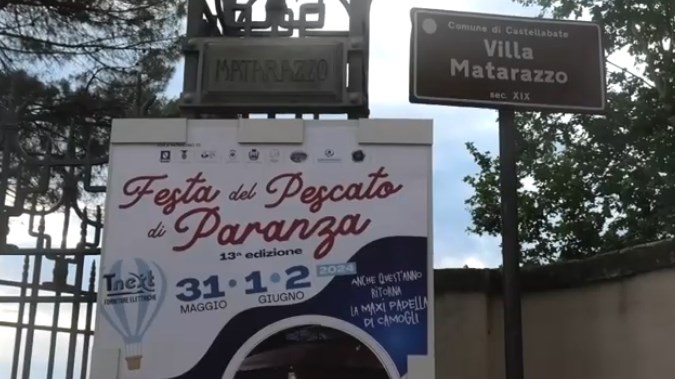 MATARAZZO
Comune di Castellabate
Villa
Matarazzo
sec. XIX
Festa del Pescato
di Paranza
13ª edizione
31 • 1 • 2 2024
MAGGIO GIUGNO
Tnext
ANCHE QUEST'ANNO
RITORNA
LA MAXI PADELLA
DI CAMOGLI